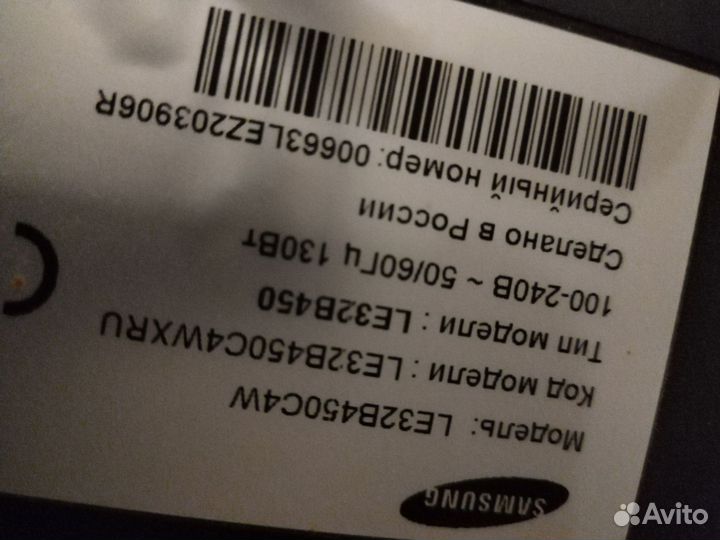 SAMSUNG
Модель: LE32B450C4W
Код модели : LE32B450C4WXRU
Тип модели : LE32B450
100-240В ~ 50/60Гц 130Вт
Сделано в России
Серийный номер: 00663LEZ203906R
Avito